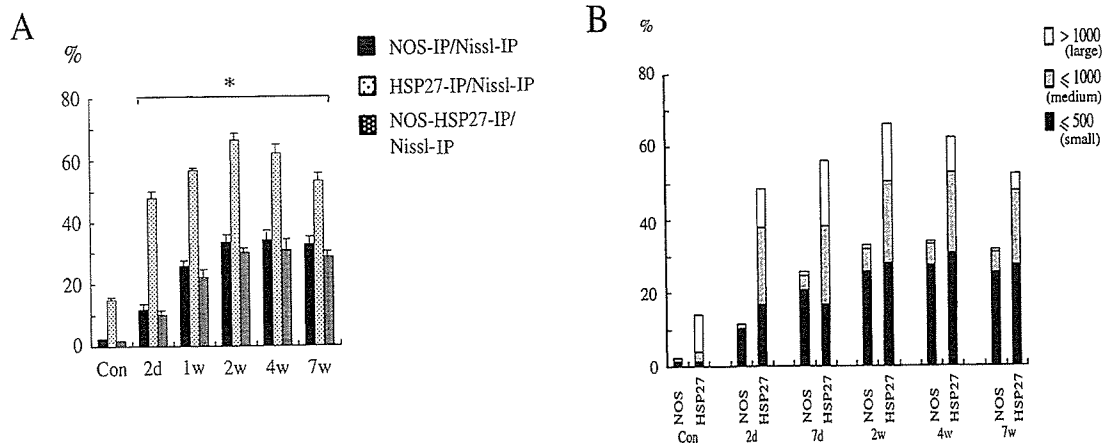 A
%
NOS-IP/Nissl-IP
HSP27-IP/Nissl-IP
NOS-HSP27-IP/
Nissl-IP
*
80
60
40
20
0
Con 2d 1w 2w 4w 7w
B
%
> 1000
(large)
≤ 1000
(medium)
≤ 500
(small)
80
60
40
20
0
NOS HSP27 NOS HSP27 NOS HSP27 NOS HSP27 NOS HSP27 NOS HSP27
Con 2d 7d 2w 4w 7w